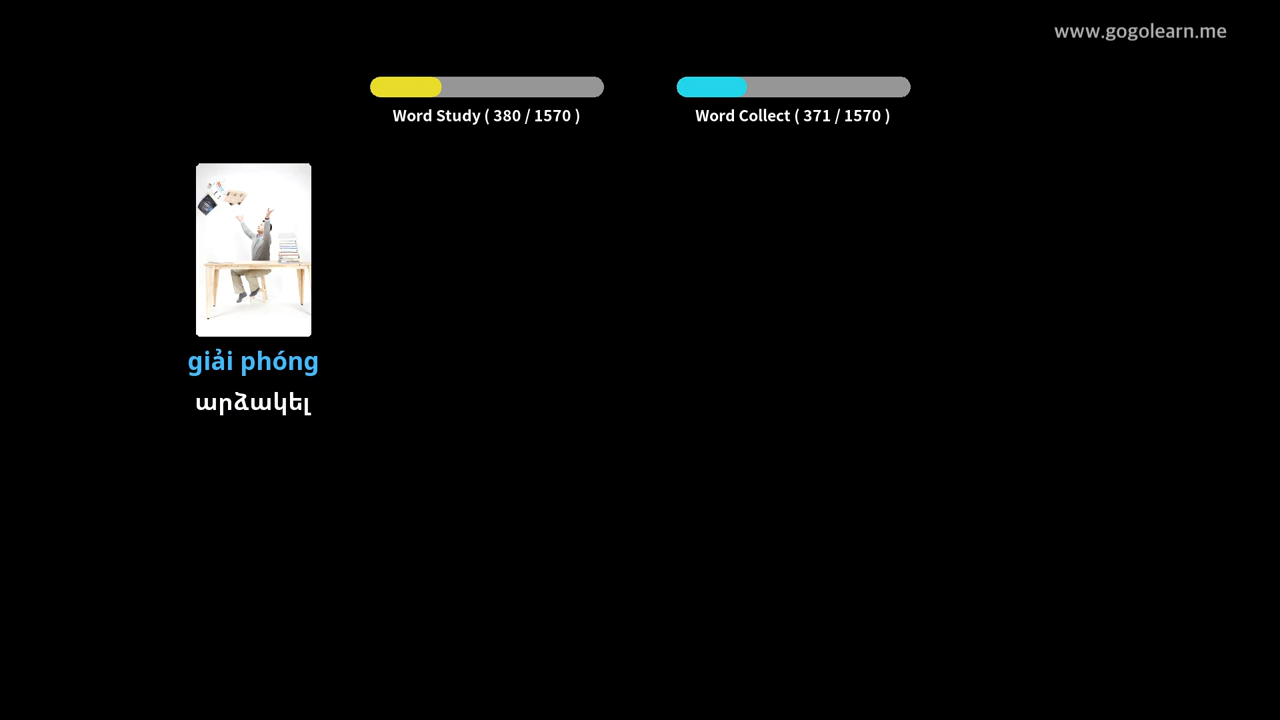 www.gogolearn.me
Word Study ( 380 / 1570 )
Word Collect ( 371 / 1570 )
giải phóng
արձակել